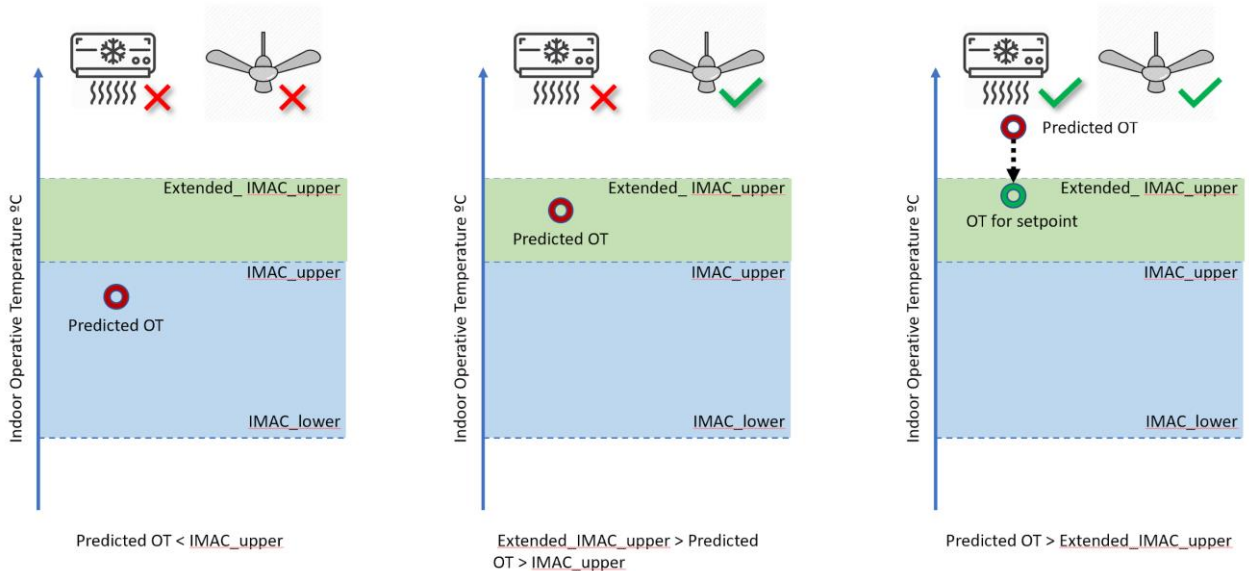 Indoor Operative Temperature ºC
Extended_ IMAC_upper
IMAC_upper
Predicted OT
IMAC_lower
Predicted OT < IMAC_upper
Indoor Operative Temperature ºC
Extended_ IMAC_upper
Predicted OT
IMAC_upper
IMAC_lower
Extended_IMAC_upper > Predicted
OT > IMAC_upper
Indoor Operative Temperature ºC
Predicted OT
Extended_ IMAC_upper
OT for setpoint
IMAC_upper
IMAC_lower
Predicted OT > Extended_IMAC_upper